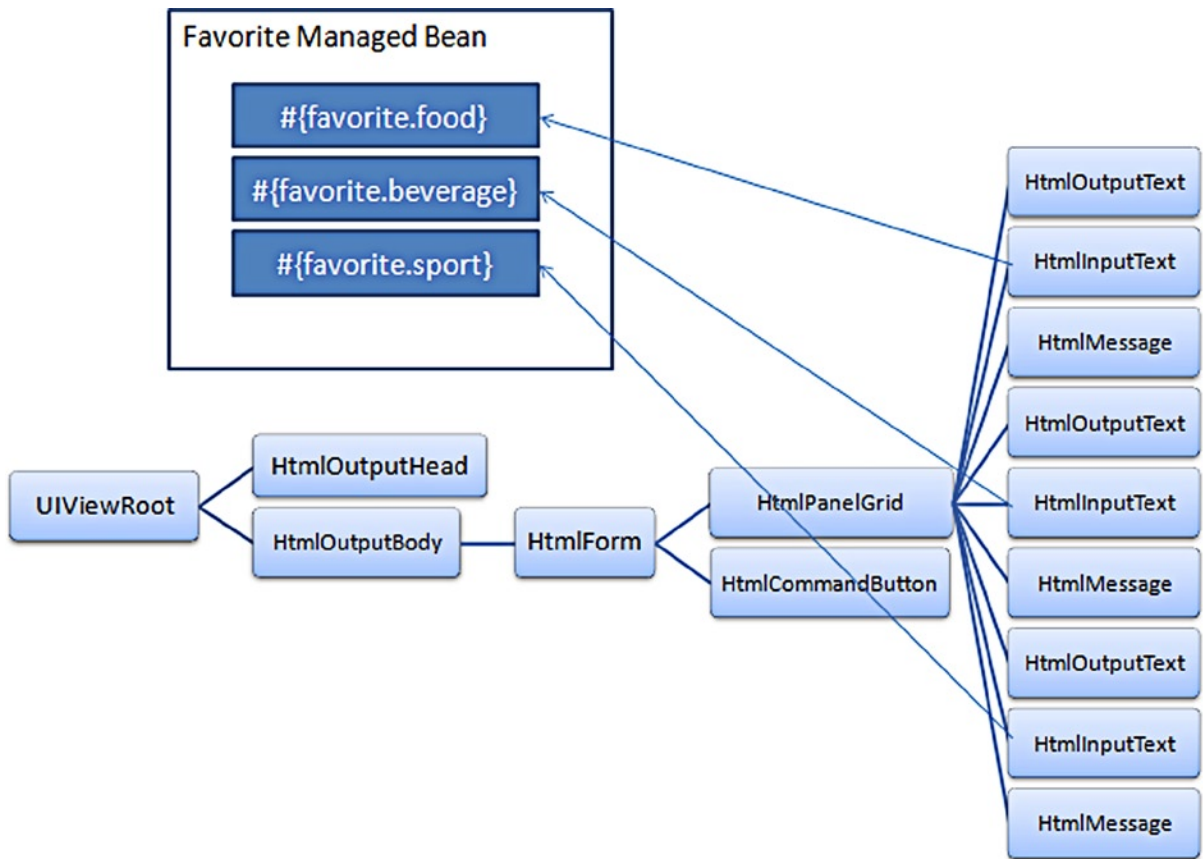 Favorite Managed Bean
#{favorite.food}
#{favorite.beverage}
#{favorite.sport}
UIViewRoot
HtmlOutputHead
HtmlOutputBody
HtmlForm
HtmlPanelGrid
HtmlCommandButton
HtmlOutputText
HtmlInputText
HtmlMessage
HtmlOutputText
HtmlInputText
HtmlMessage
HtmlOutputText
HtmlInputText
HtmlMessage